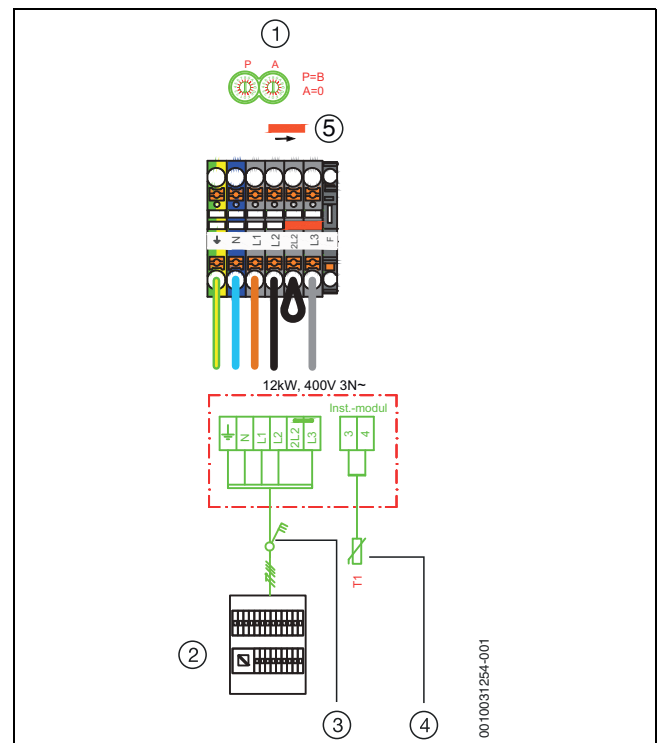 1
P A
P=B
A=0
5
N L1 L2 2L2 L3 F
12kW, 400V 3N~
Inst.-modul
N L1 L2 2L2 L3 3 4
T1
2
3
4
0010031254-001